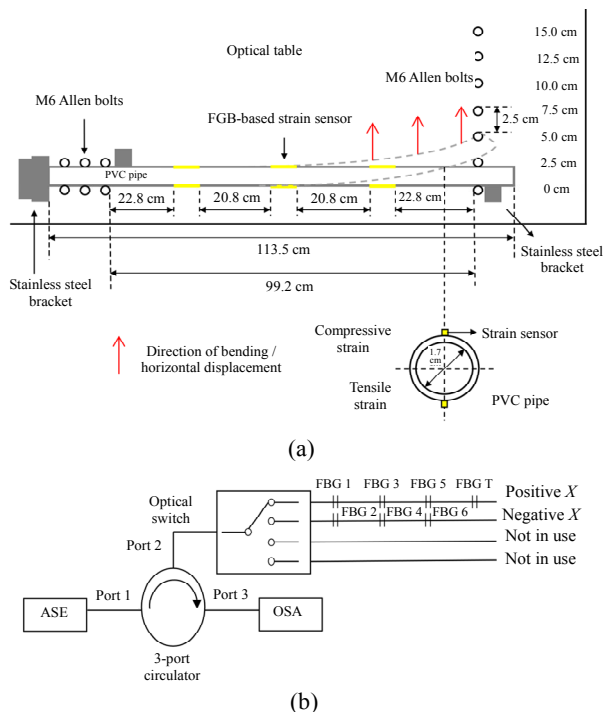 15.0 cm
Optical table
12.5 cm
M6 Allen bolts
10.0 cm
M6 Allen bolts
FGB-based strain sensor
7.5 cm
2.5 cm
5.0 cm
PVC pipe
2.5 cm
0 cm
22.8 cm
20.8 cm
20.8 cm
22.8 cm
113.5 cm
Stainless steel
bracket
Stainless steel
bracket
99.2 cm
Direction of bending /
horizontal displacement
Compressive
strain
Strain sensor
1.7
cm
Tensile
strain
PVC pipe
(a)
FBG 1 FBG 3 FBG 5 FBG T
Positive X
Optical
switch
FBG 2 FBG 4 FBG 6
Negative X
Not in use
Port 2
Not in use
Port 1
Port 3
ASE
OSA
3-port
circulator
(b)